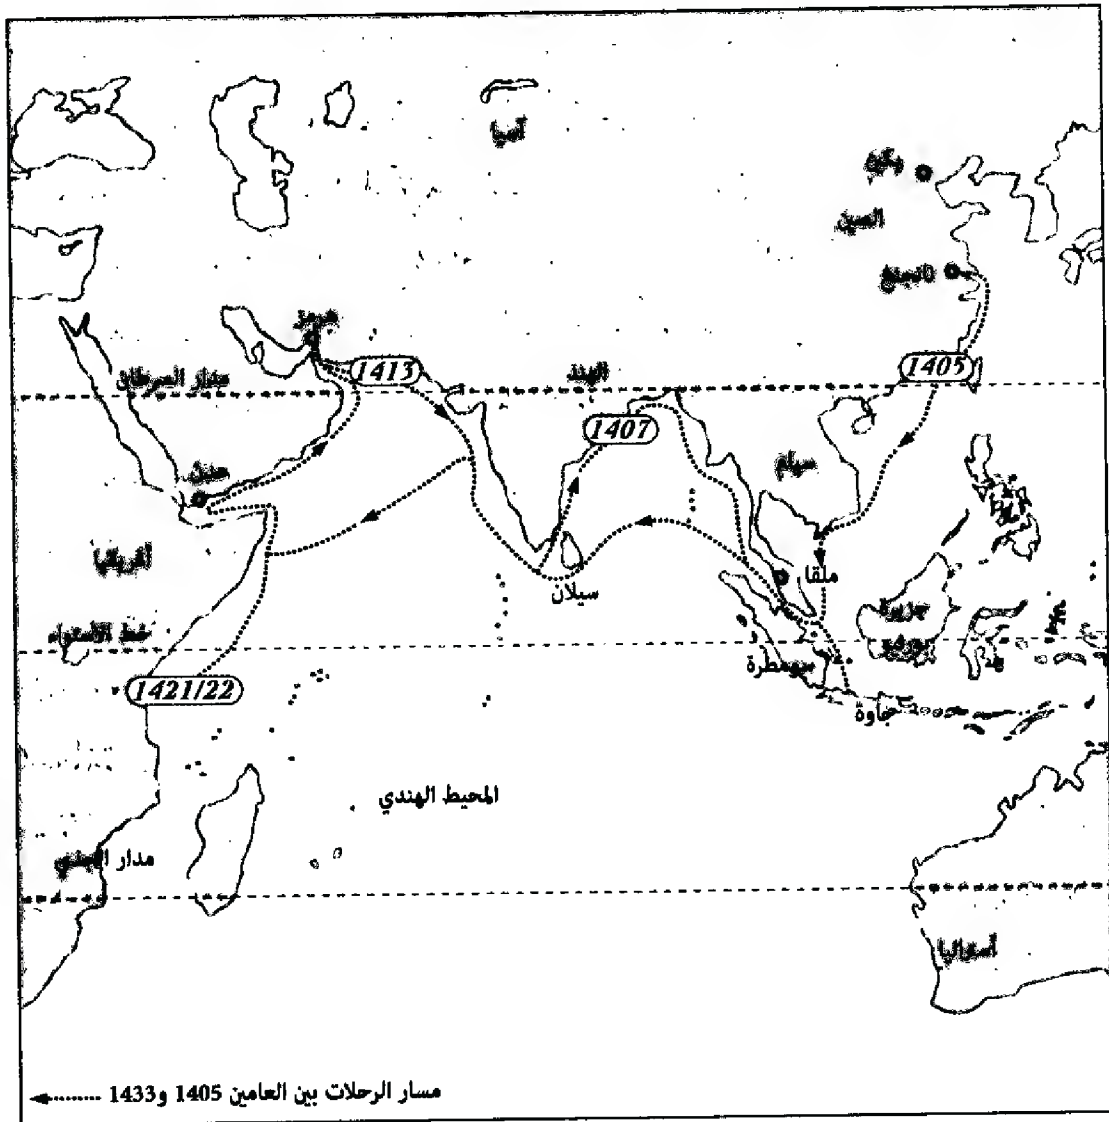 آسيا
بكين
الصين
نانجنغ
هرمز
1413
1405
مدار السرطان
الهند
1407
سيام
عدن
أفريقيا
ملقا
سيلان
جزيرة
بورنيو
خط الاستواء
سومطرة
1421/22
جاوة
المحيط الهندي
مدار الجدي
أستراليا
مسار الرحلات بين العامين 1405 و1433